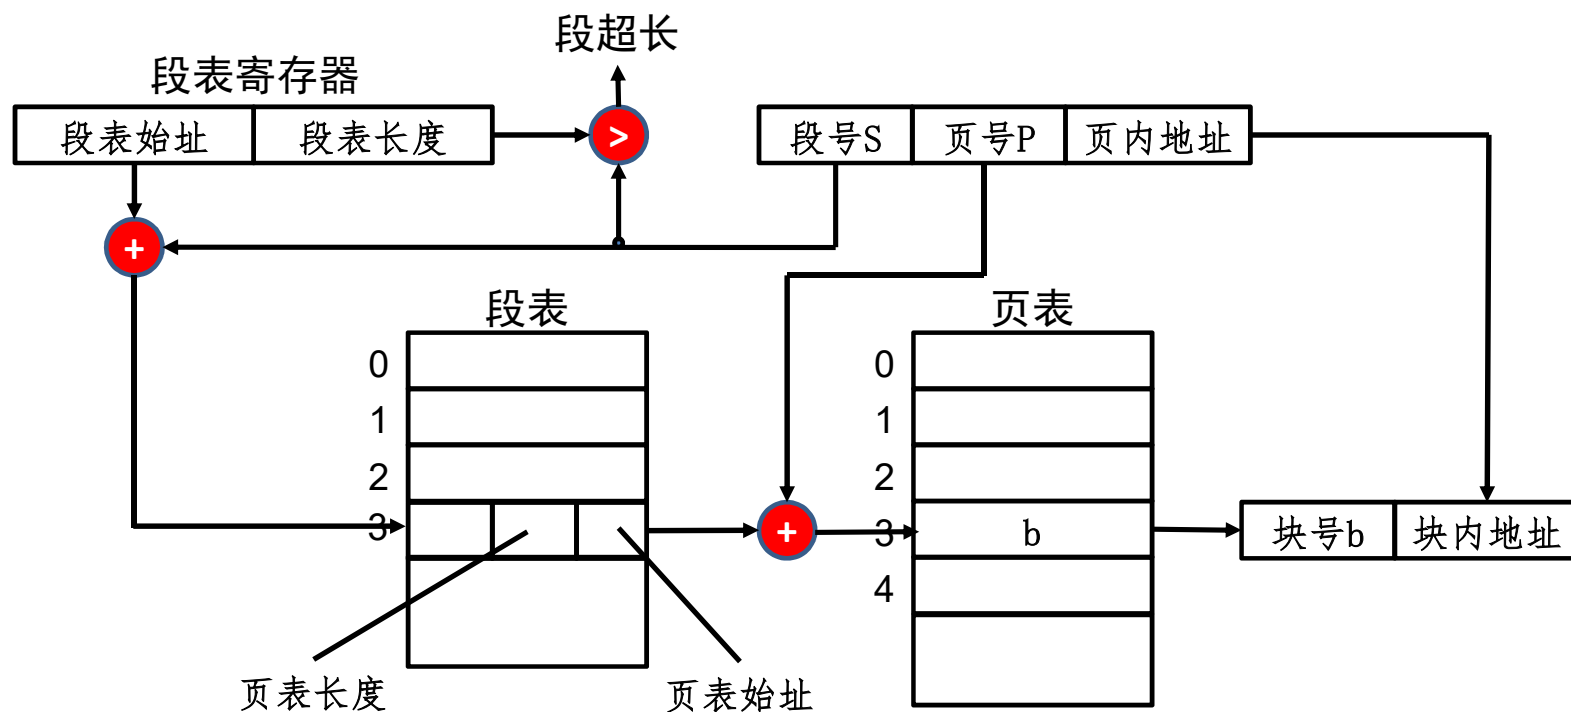 段超长
段表寄存器
段表始址 段表长度 >
段号S 页号P 页内地址
+
段表
页表
0
1
2
3
0
1
2
3 b
4
+
块号b 块内地址
页表长度
页表始址